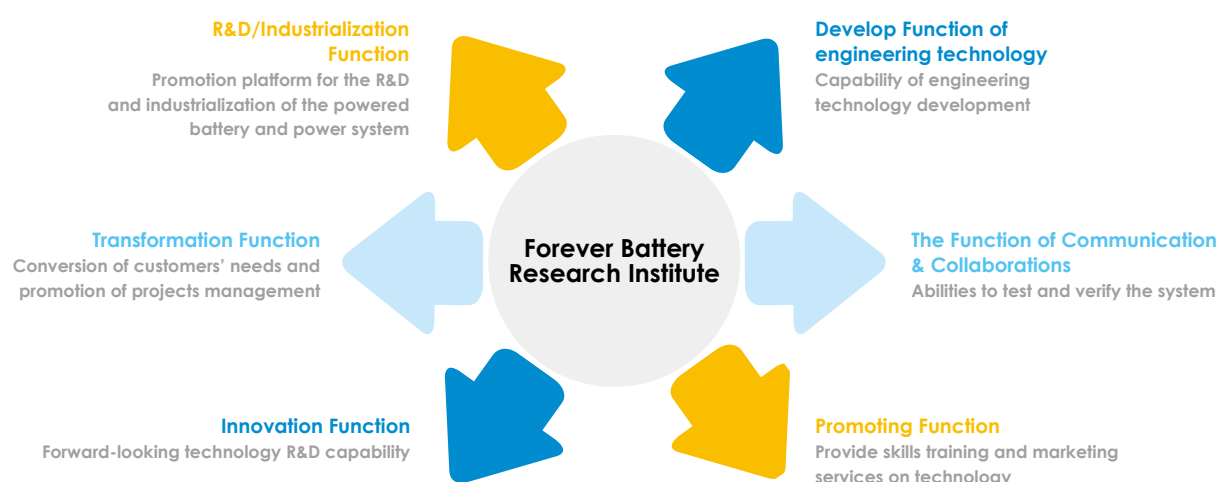 R&D/Industrialization
Function
Promotion platform for the R&D
and industrialization of the powered
battery and power system
Develop Function of
engineering technology
Capability of engineering
technology development
Transformation Function
Conversion of customers’ needs and
promotion of projects management
Forever Battery
Research Institute
The Function of Communication
& Collaborations
Abilities to test and verify the system
Innovation Function
Forward-looking technology R&D capability
Promoting Function
Provide skills training and marketing
services on technology